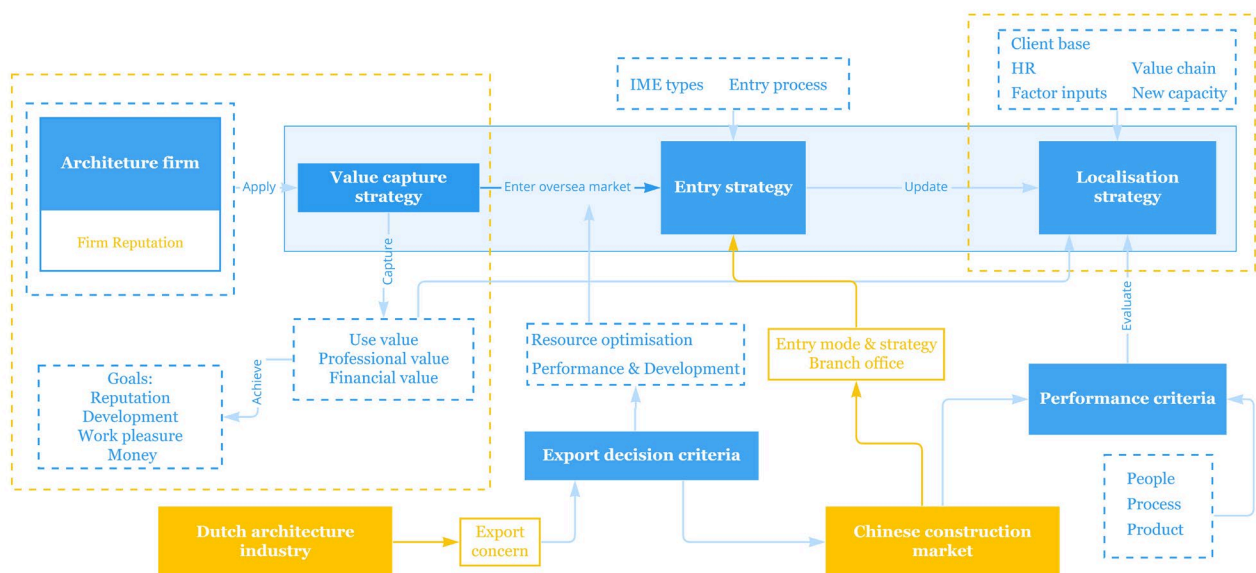 Client base
HR
Value chain
Factor inputs
New capacity
IME types
Entry process
Architeture firm
Firm Reputation
Apply
Value capture
strategy
Enter oversea market
Entry strategy
Update
Localisation
strategy
Capture
Evaluate
Use value
Professional value
Financial value
Achieve
Goals:
Reputation
Development
Work pleasure
Money
Resource optimisation
Performance & Development
Entry mode & strategy
Branch office
Performance criteria
Export decision criteria
People
Process
Product
Dutch architecture
industry
Export
concern
Chinese construction
market